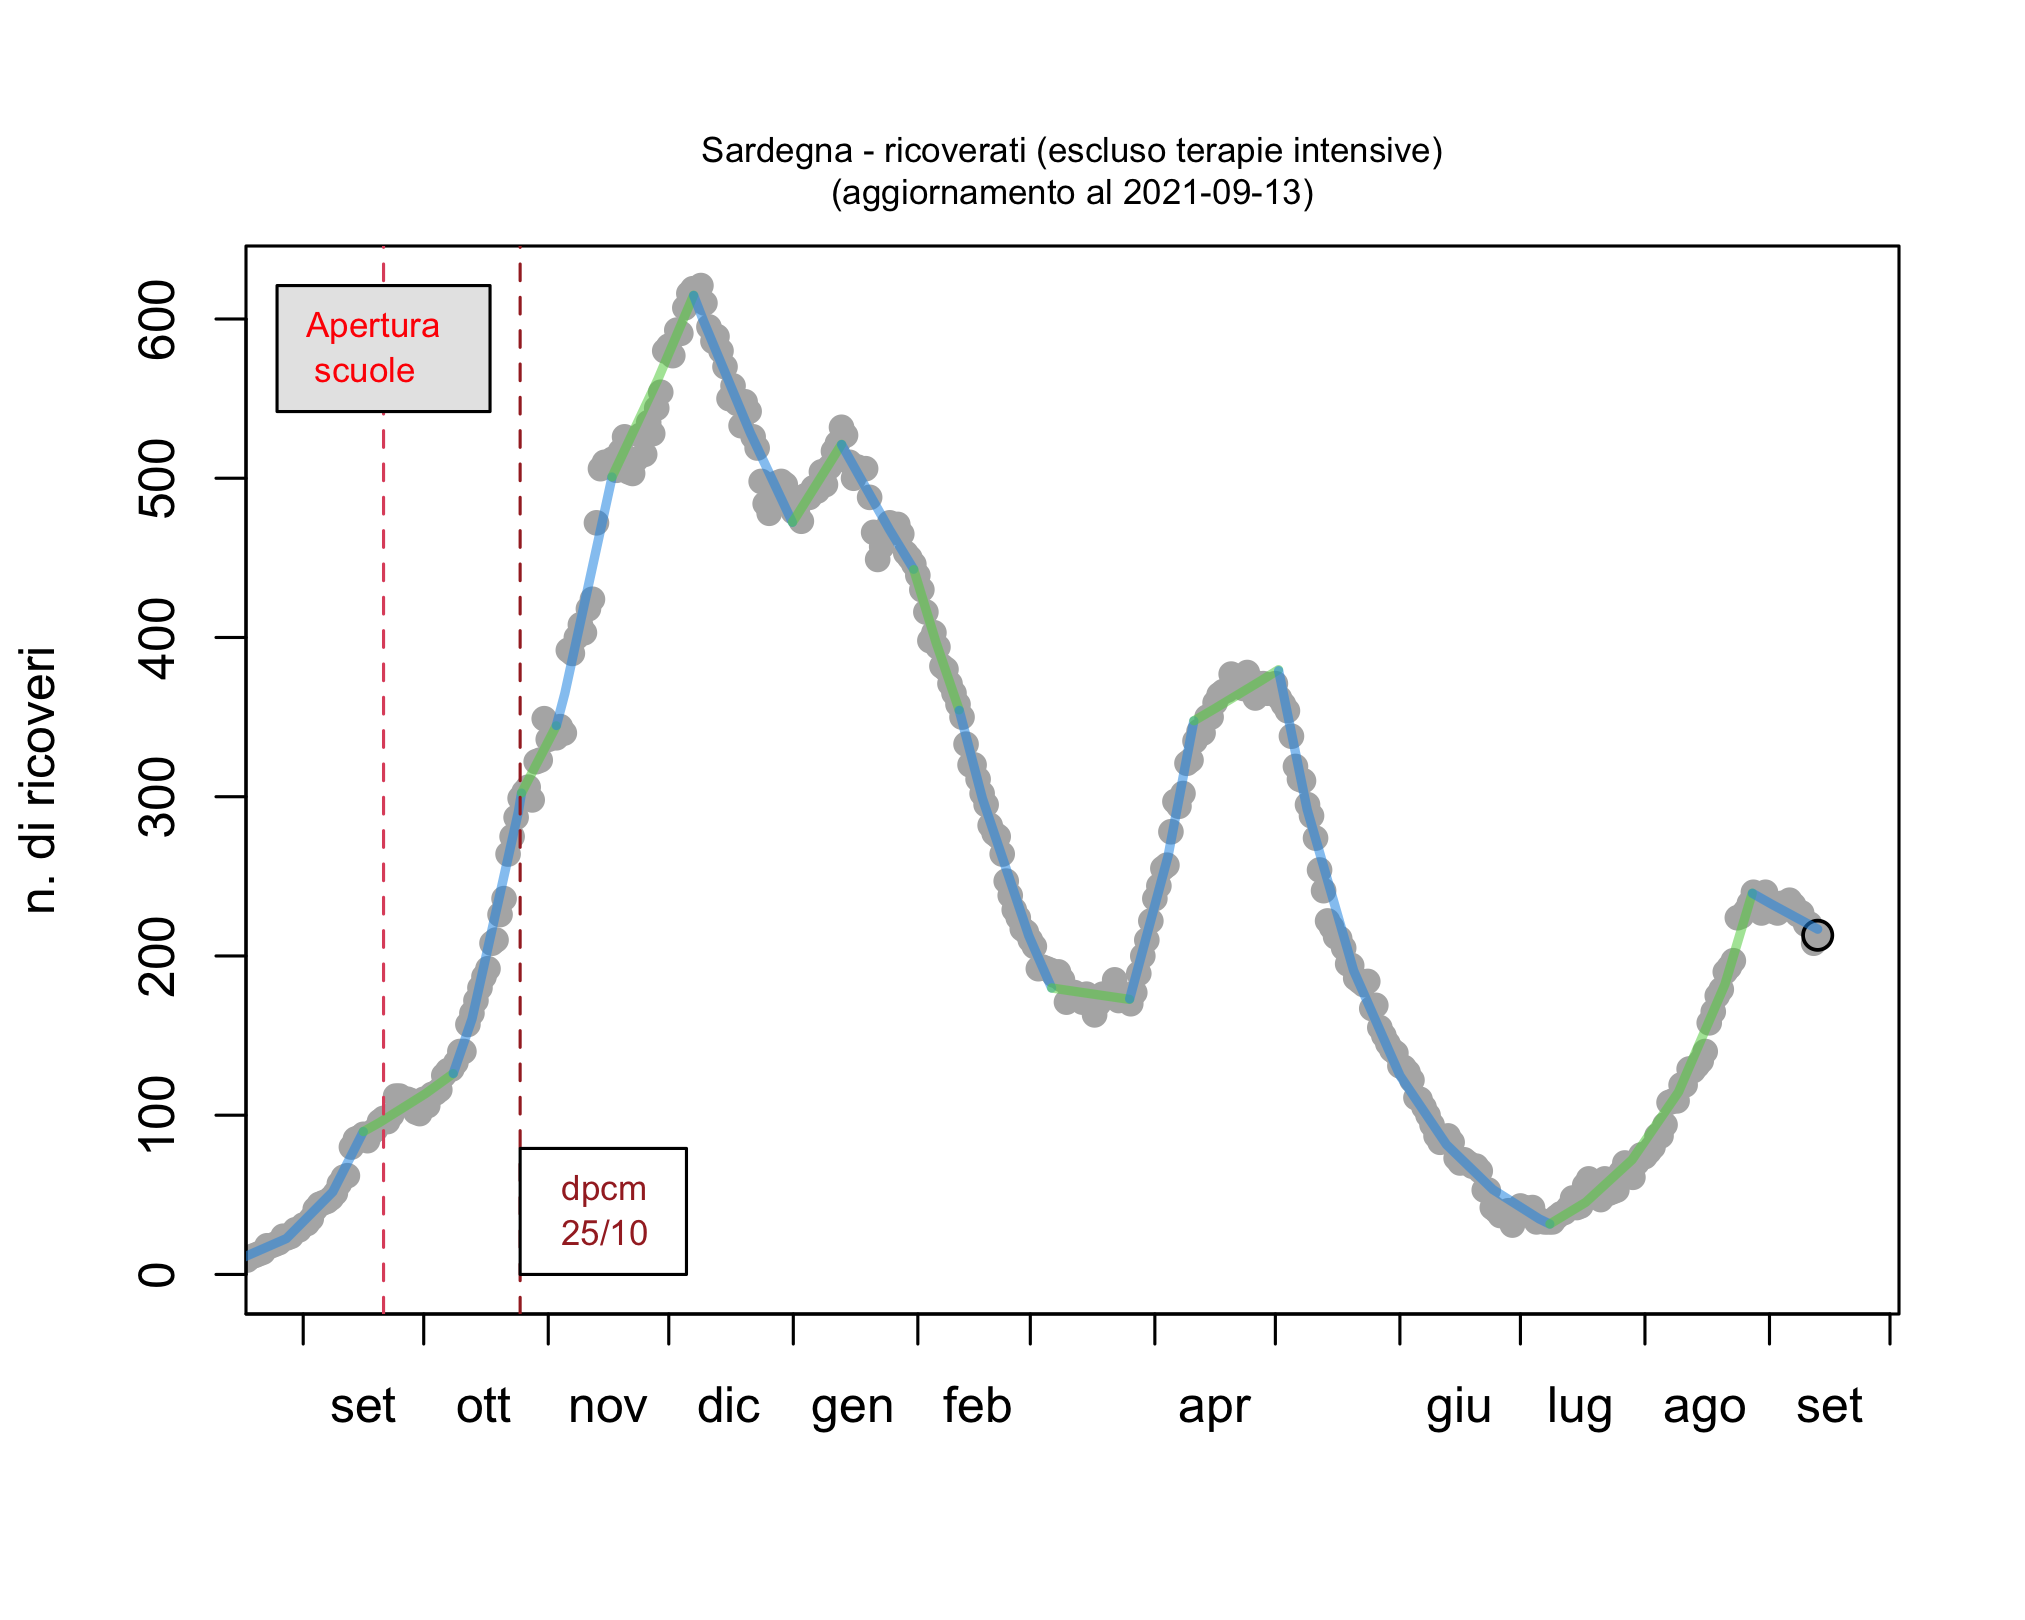 Sardegna - ricoverati (escluso terapie intensive)
(aggiornamento al 2021-09-13)
Apertura
scuole
dpcm
25/10
n. di ricoveri
600
500
400
300
200
100
0
set ott nov dic gen feb apr giu lug ago set